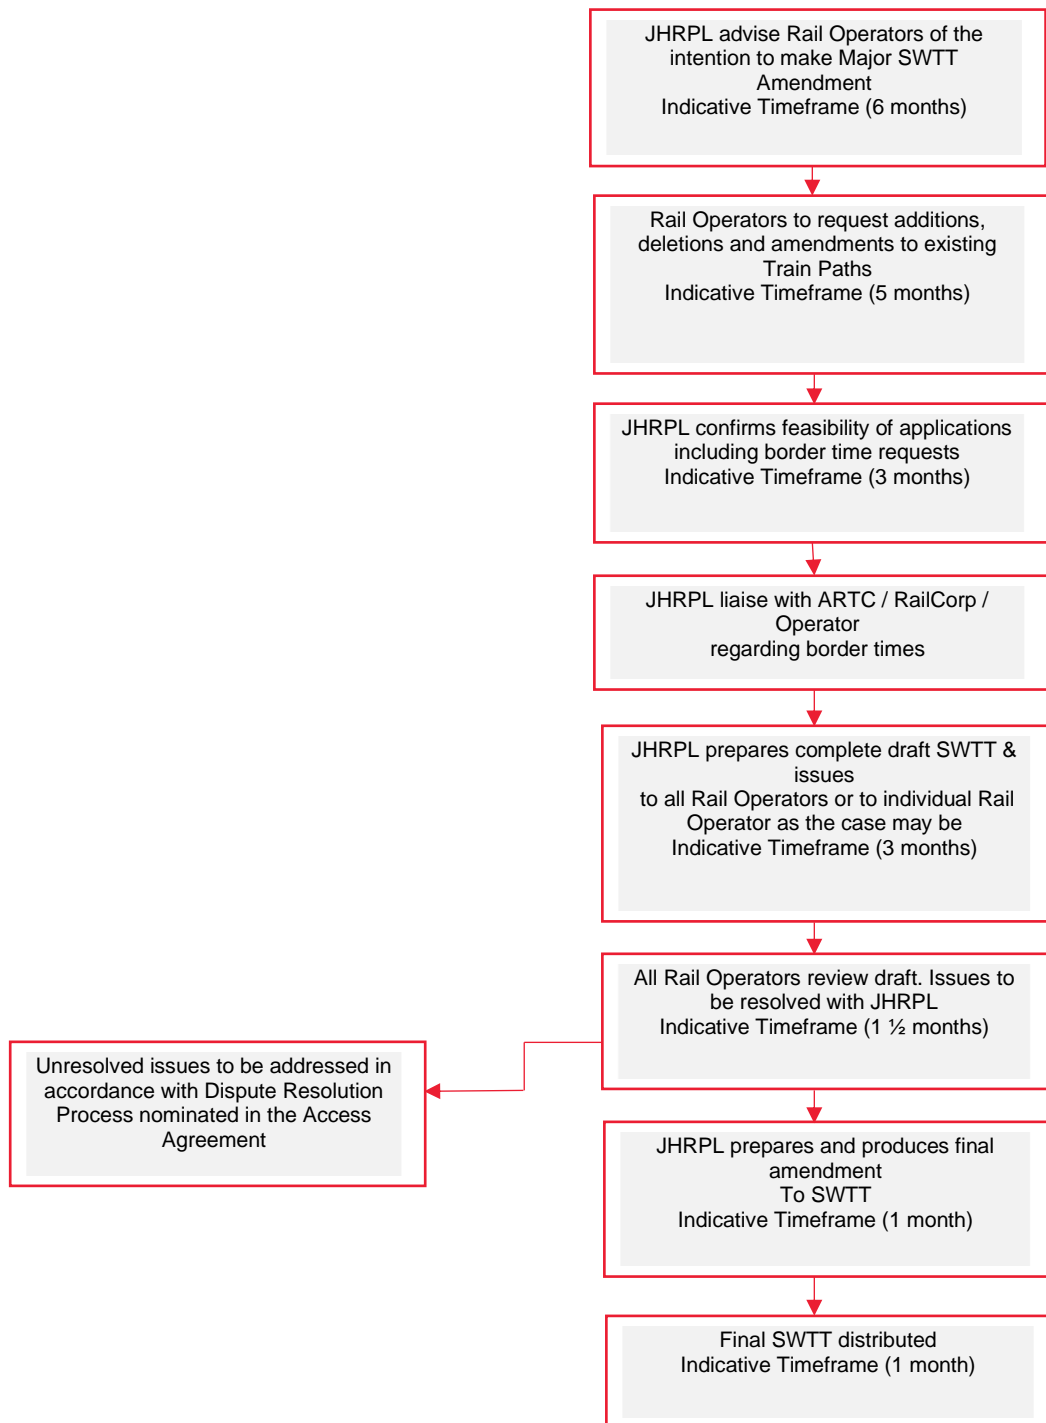 JHRPL advise Rail Operators of the
intention to make Major SWTT
Amendment
Indicative Timeframe (6 months)
Rail Operators to request additions,
deletions and amendments to existing
Train Paths
Indicative Timeframe (5 months)
JHRPL confirms feasibility of applications
including border time requests
Indicative Timeframe (3 months)
JHRPL liaise with ARTC / RailCorp /
Operator
regarding border times
JHRPL prepares complete draft SWTT &
issues
to all Rail Operators or to individual Rail
Operator as the case may be
Indicative Timeframe (3 months)
All Rail Operators review draft. Issues to
be resolved with JHRPL
Indicative Timeframe (1 ½ months)
Unresolved issues to be addressed in
accordance with Dispute Resolution
Process nominated in the Access
Agreement
JHRPL prepares and produces final
amendment
To SWTT
Indicative Timeframe (1 month)
Final SWTT distributed
Indicative Timeframe (1 month)